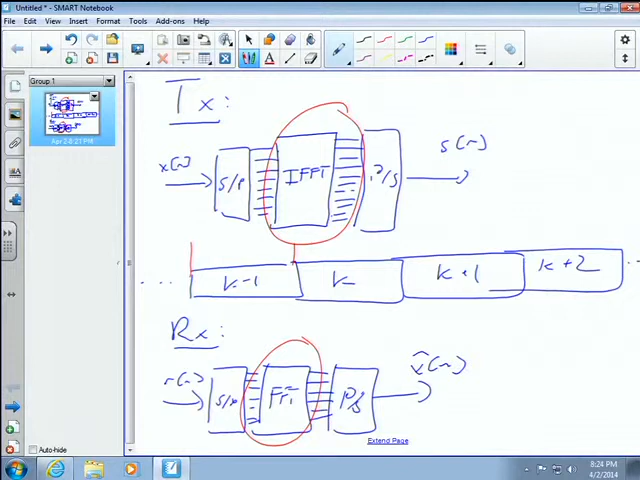 Untitled * - SMART Notebook
File Edit View Insert Format Tools Add-ons Help
Group 1
Apr 2-8:21 PM
Tx:
x[n]
S/P
IFFT
P/S
s[n]
... k-1
k
k+1
k+2 ...
Rx:
r[n]
S/P
FFT
P/S
x̂[n]
Extend Page
Auto-hide
8:24 PM
4/2/2014